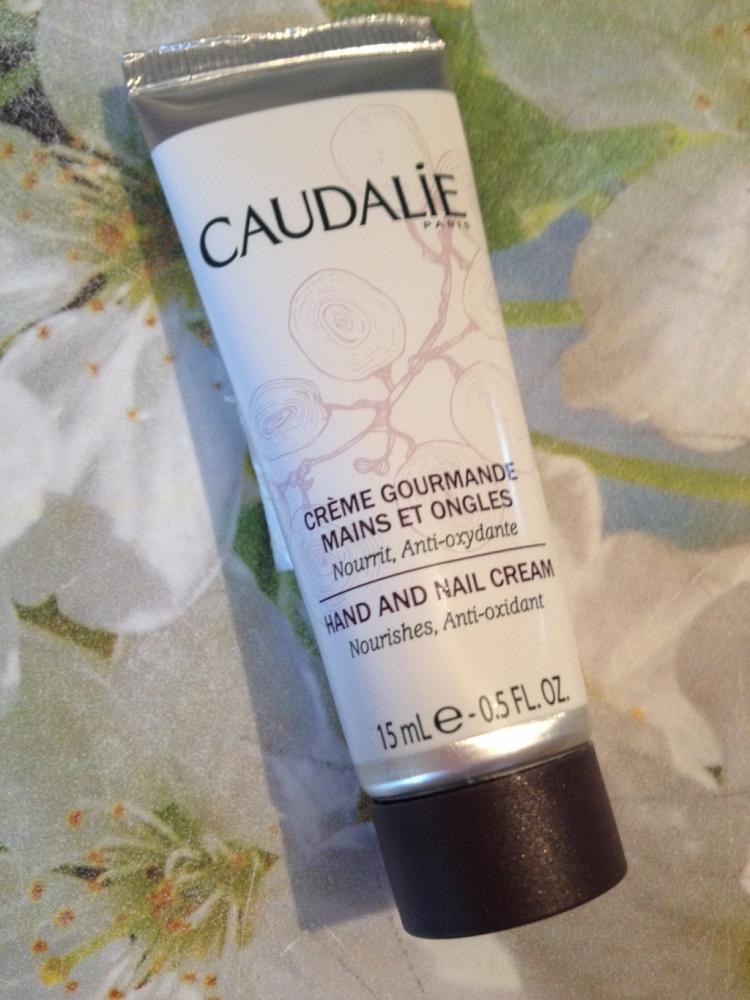 CAUDALIE
PARIS
CRÈME GOURMANDE
MAINS ET ONGLES
Nourrit, Anti-oxydante
HAND AND NAIL CREAM
Nourishes, Anti-oxidant
15 mL e - 0.5 FL. OZ.